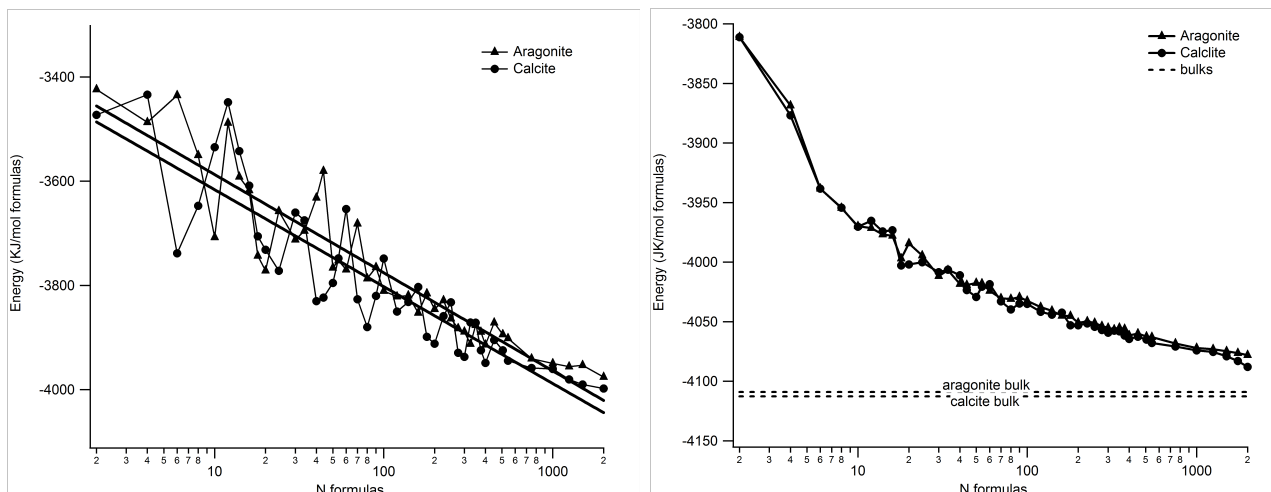 Energy (KJ/mol formulas)
-3400
-3600
-3800
-4000
Aragonite
Calcite
2 3 4 5 6 7 8 10 2 3 4 5 6 7 8 100 2 3 4 5 6 7 8 1000 2
N formulas
Energy (JK/mol formulas)
-3800
-3850
-3900
-3950
-4000
-4050
-4100
-4150
Aragonite
Calclite
bulks
aragonite bulk
calcite bulk
2 3 4 5 6 7 8 10 2 3 4 5 6 7 8 100 2 3 4 5 6 7 8 1000 2
N formulas